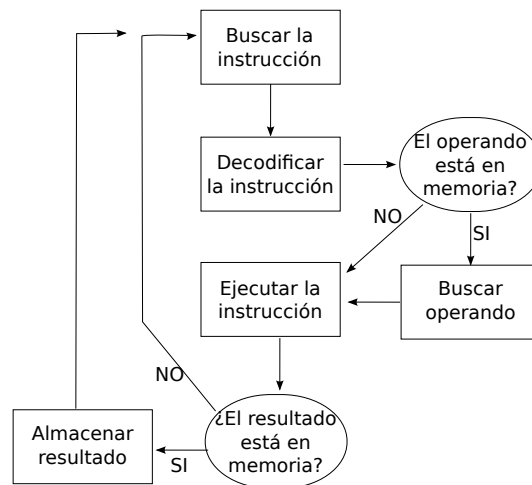 Buscar la
instrucción
Decodificar
la instrucción
El operando
está en
memoria?
NO
SI
Ejecutar la
instrucción
Buscar
operando
NO
¿El resultado
está en
memoria?
SI
Almacenar
resultado